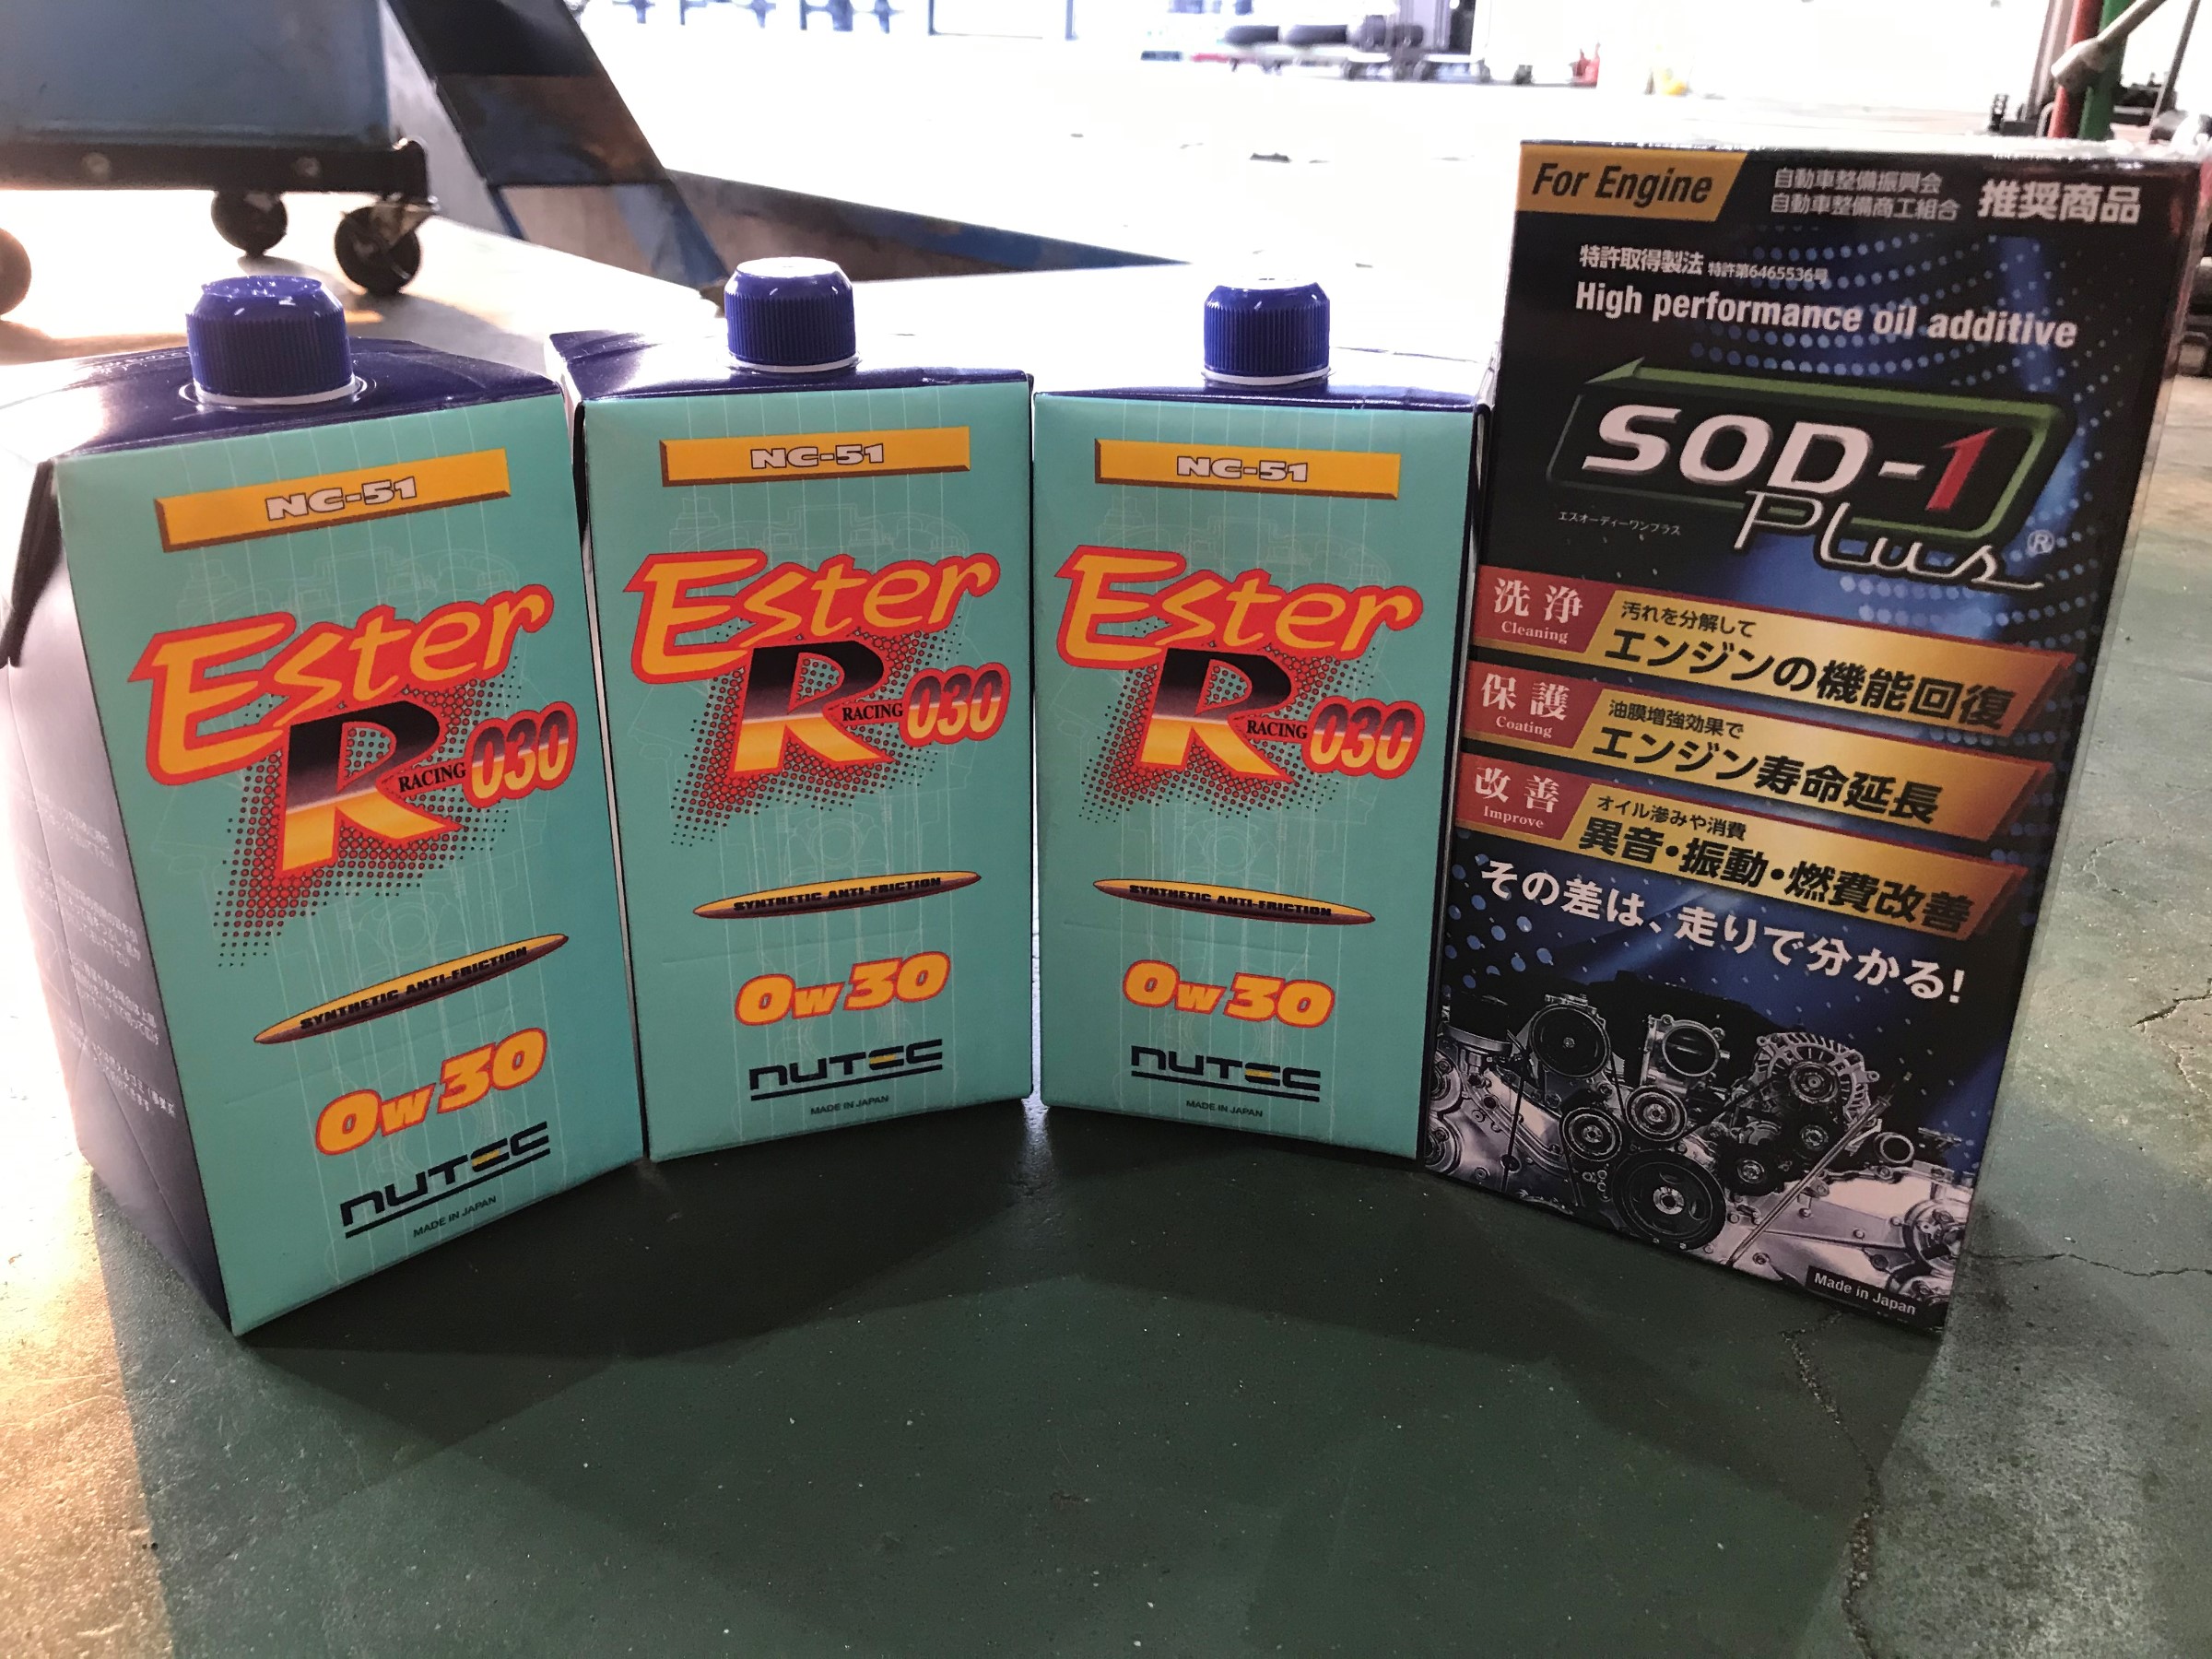 NC-51
Ester
R RACING 030
SYNTHETIC ANTI-FRICTION
0w30
NUTEC
MADE IN JAPAN
NC-51
Ester
R RACING 030
SYNTHETIC ANTI-FRICTION
0w30
NUTEC
MADE IN JAPAN
NC-51
Ester
R RACING 030
SYNTHETIC ANTI-FRICTION
0w30
NUTEC
MADE IN JAPAN
For Engine
自動車整備振興会
自動車整備商工組合
推奨商品
特許取得製法 特許第6465536号
High performance oil additive
SOD-1
Plus®
エスオーディーワンプラス
洗浄
Cleaning
汚れを分解して
エンジンの機能回復
保護
Coating
油膜増強効果で
エンジン寿命延長
改善
Improve
オイル滲みや消費
異音・振動・燃費改善
その差は、走りで分かる!
Made in Japan